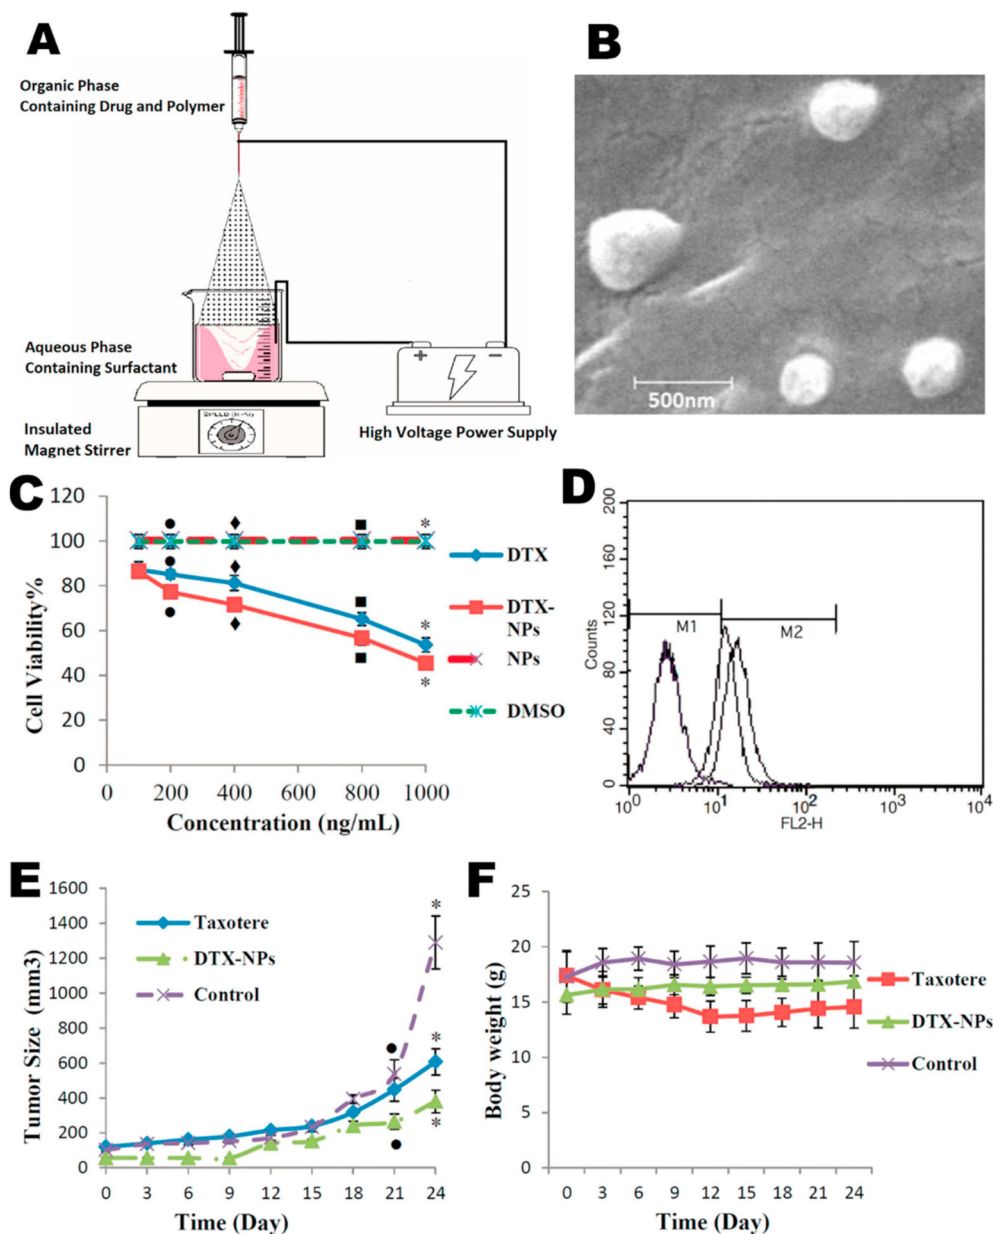 A
Organic Phase
Containing Drug and Polymer
Aqueous Phase
Containing Surfactant
Insulated
Magnet Stirrer
+
−
High Voltage Power Supply
B
500nm
C
Cell Viability%
120
100
80
60
40
20
0
0 200 400 600 800 1000
Concentration (ng/mL)
DTX
DTX-
NPs
NPs
DMSO
* * *
D
Counts
200
160
120
80
40
0
M1
M2
10⁰ 10¹ 10² 10³ 10⁴
FL2-H
E
Tumor Size (mm3)
1600
1400
1200
1000
800
600
400
200
0
0 3 6 9 12 15 18 21 24
Time (Day)
Taxotere
DTX-NPs
Control
* * *
F
Body weight (g)
25
20
15
10
5
0
0 3 6 9 12 15 18 21 24
Time (Day)
Taxotere
DTX-NPs
Control